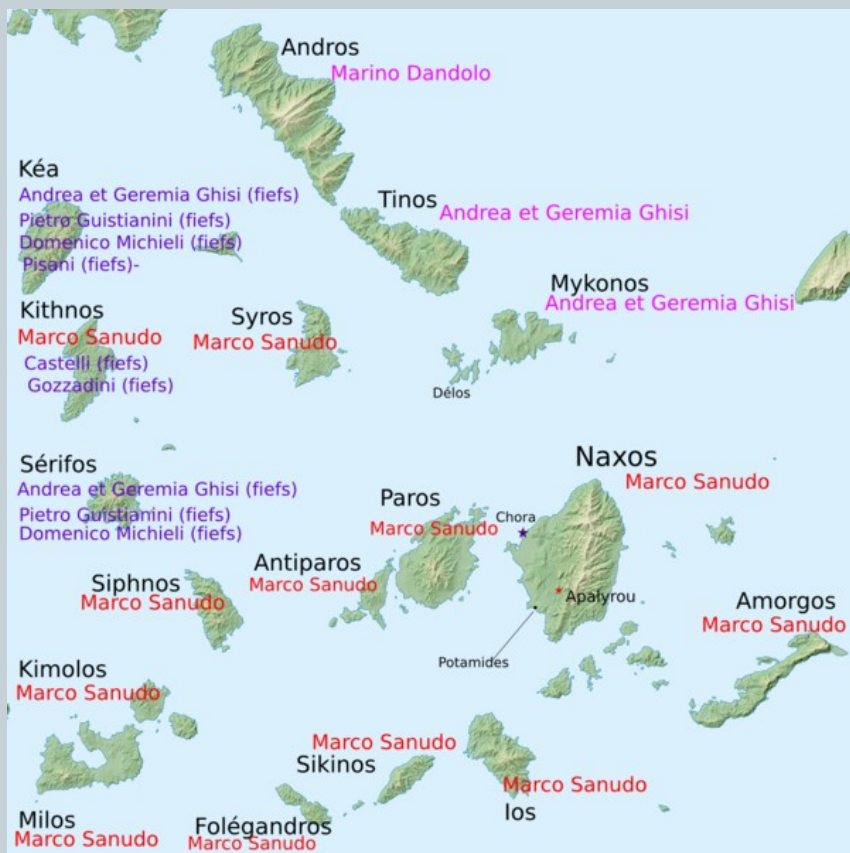 Andros
Marino Dandolo
Kéa
Andrea et Geremia Ghisi (fiefs)
Pietro Guistianini (fiefs)
Domenico Michieli (fiefs)
Pisani (fiefs)-
Tinos
Andrea et Geremia Ghisi
Mykonos
Andrea et Geremia Ghisi
Kithnos
Marco Sanudo
Castelli (fiefs)
Gozzadini (fiefs)
Syros
Marco Sanudo
Délos
Sérifos
Andrea et Geremia Ghisi (fiefs)
Pietro Guistianini (fiefs)
Domenico Michieli (fiefs)
Naxos
Marco Sanudo
Paros
Marco Sanudo
Chora
Antiparos
Marco Sanudo
Siphnos
Marco Sanudo
Apalyrou
Amorgos
Marco Sanudo
Potamides
Kimolos
Marco Sanudo
Marco Sanudo
Sikinos
Marco Sanudo
Ios
Milos
Marco Sanudo
Folégandros
Marco Sanudo